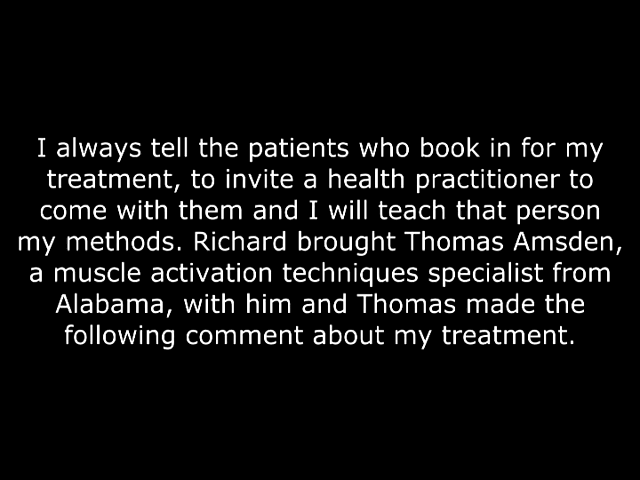 I always tell the patients who book in for my
treatment, to invite a health practitioner to
come with them and I will teach that person
my methods. Richard brought Thomas Amsden,
a muscle activation techniques specialist from
Alabama, with him and Thomas made the
following comment about my treatment.